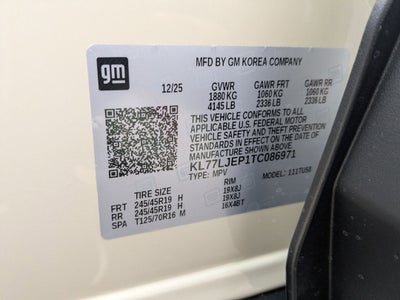 gm
MFD BY GM KOREA COMPANY
12/25 GVWR GAWR FRT GAWR RR
1880 KG 1060 KG 1060 KG
4145 LB 2336 LB 2336 LB
THIS VEHICLE CONFORMS TO ALL
APPLICABLE U.S. FEDERAL MOTOR
VEHICLE SAFETY AND THEFT PREVENTION
STANDARDS IN EFFECT ON THE DATE OF
MANUFACTURE SHOWN ABOVE.
KL77LJEP1TC086971
TYPE: MPV MODEL: 1TU58
TIRE SIZE RIM
FRT 245/45R19 H 19X8J
RR 245/45R19 H 19X8J
SPA T125/70R16 M 16X4BT